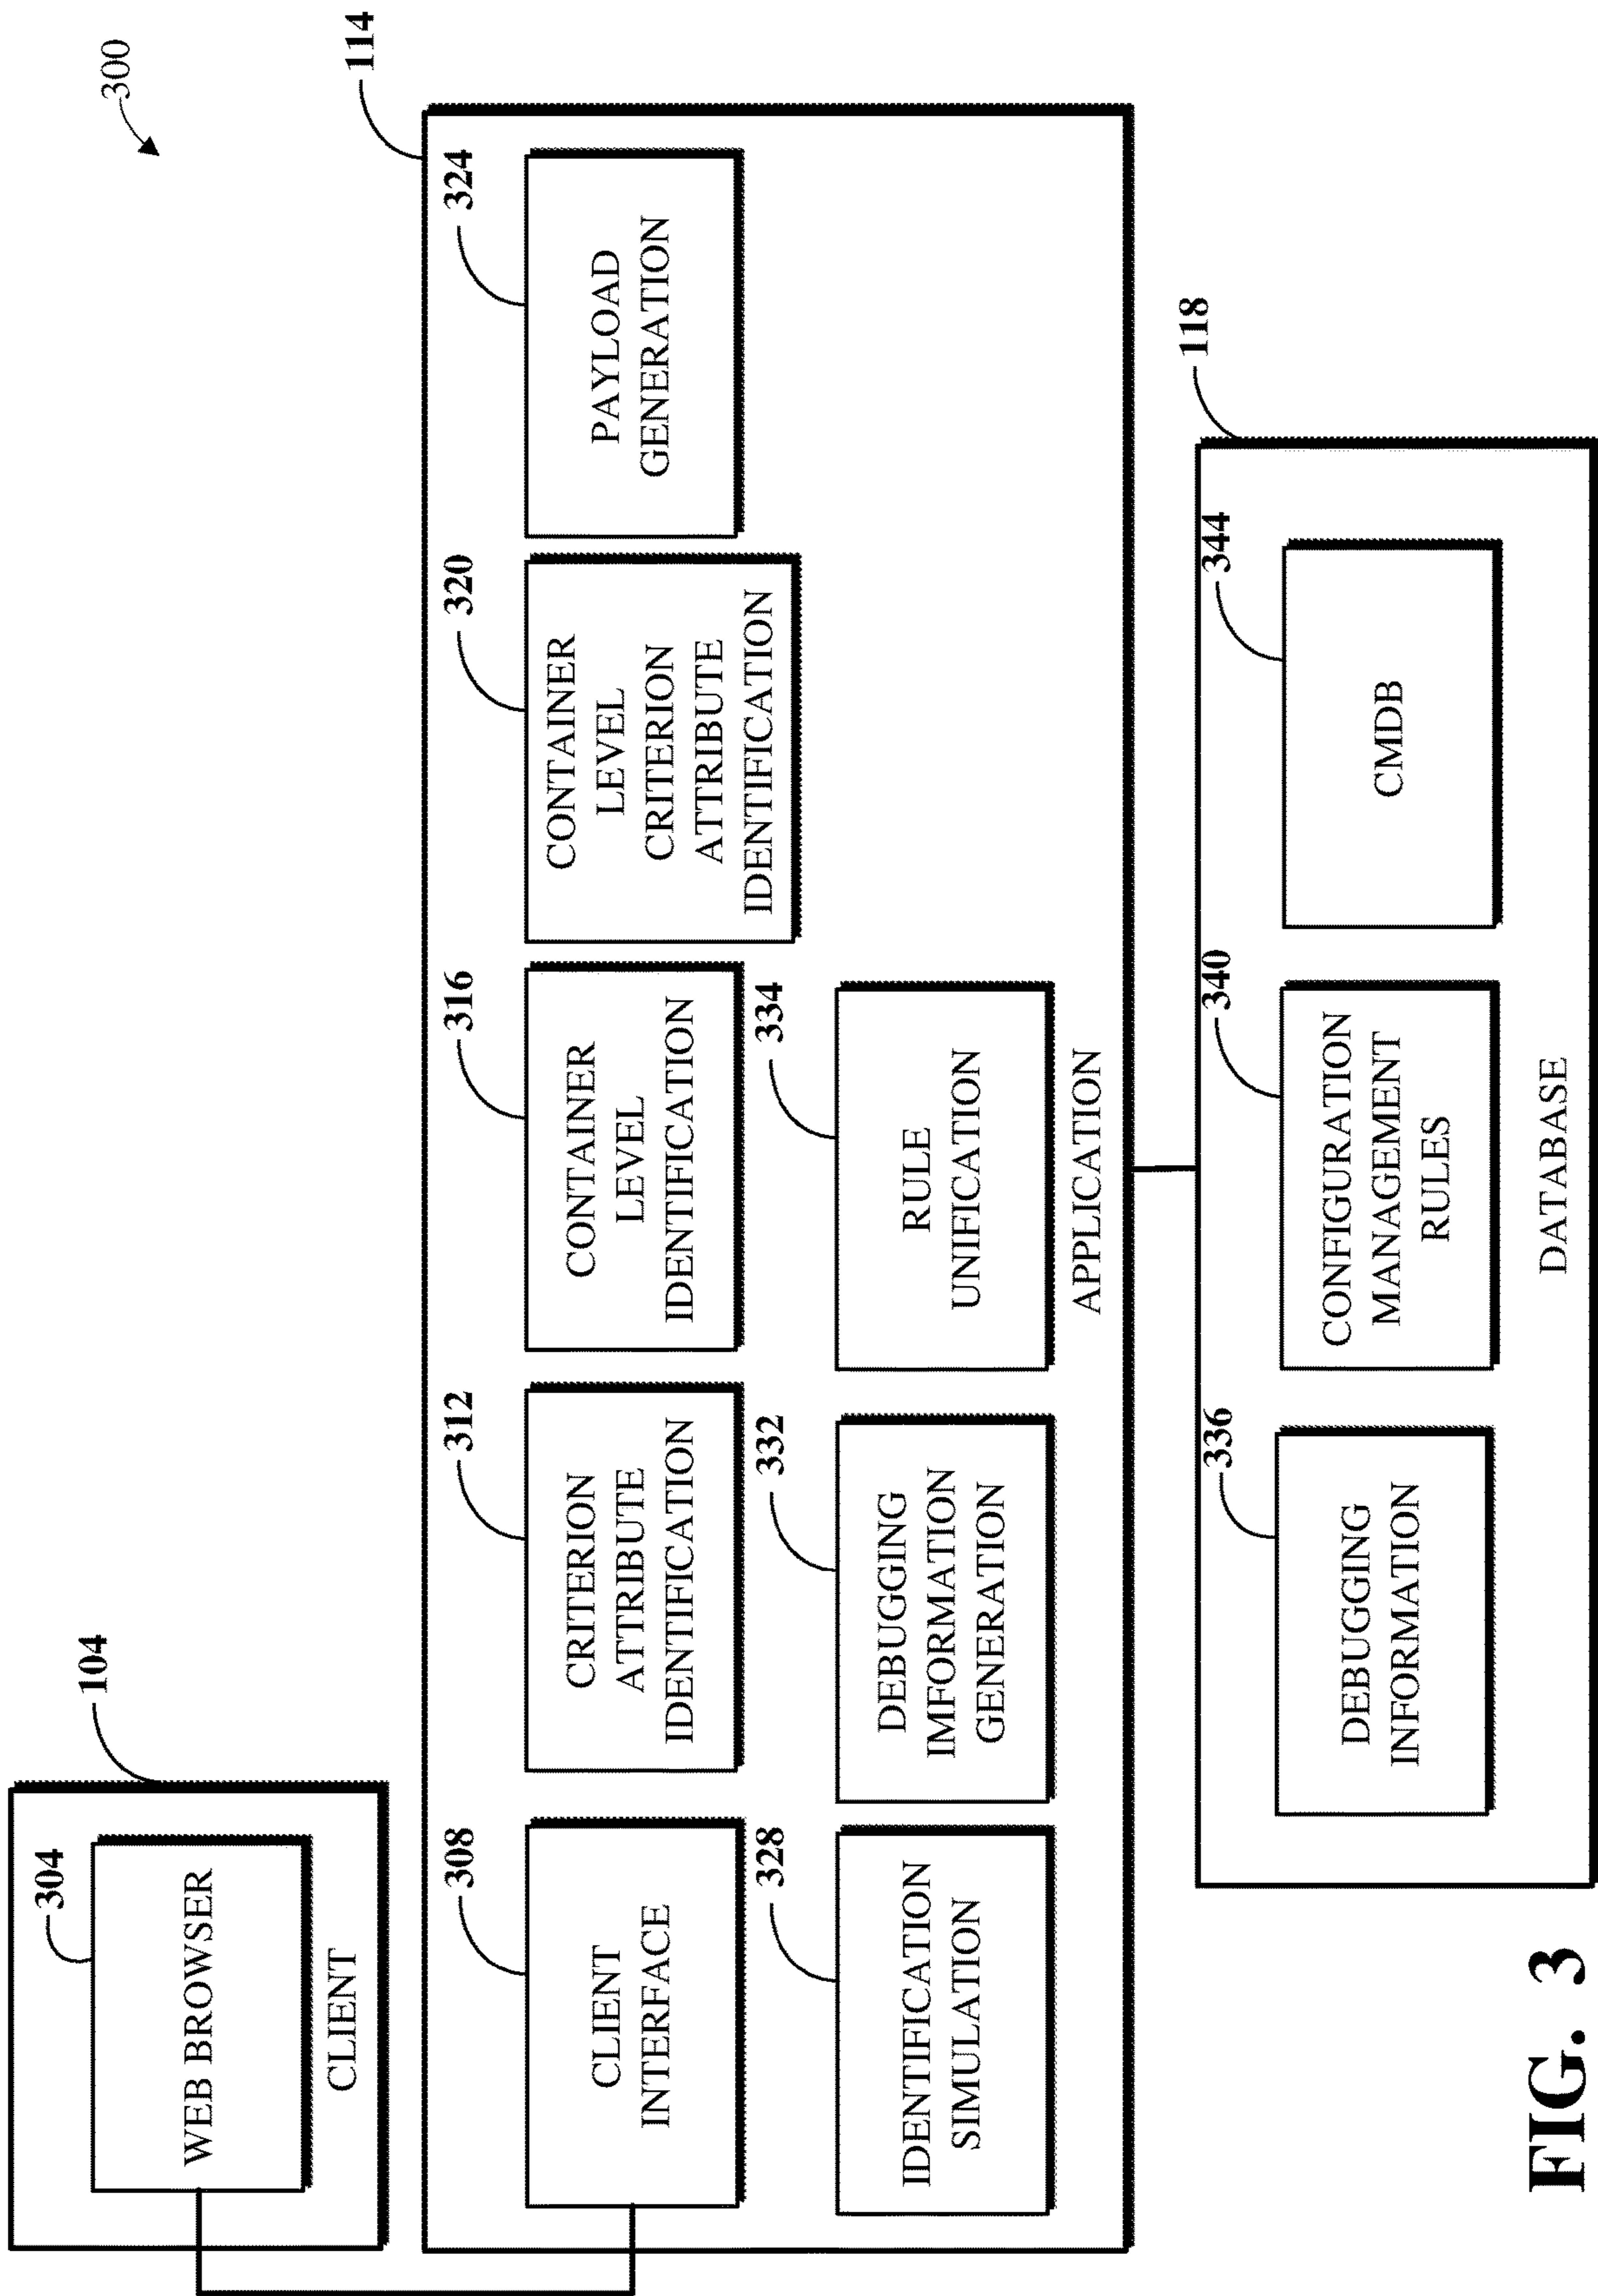 300
104
304
WEB BROWSER
CLIENT
114
308
CLIENT
INTERFACE
312
CRITERION
ATTRIBUTE
IDENTIFICATION
316
CONTAINER
LEVEL
IDENTIFICATION
320
CONTAINER
LEVEL
CRITERION
ATTRIBUTE
IDENTIFICATION
324
PAYLOAD
GENERATION
328
IDENTIFICATION
SIMULATION
332
DEBUGGING
IMFORMATION
GENERATION
334
RULE
UNIFICATION
APPLICATION
118
336
DEBUGGING
INFORMATION
340
CONFIGURATION
MANAGEMENT
RULES
344
CMDB
DATABASE
FIG. 3